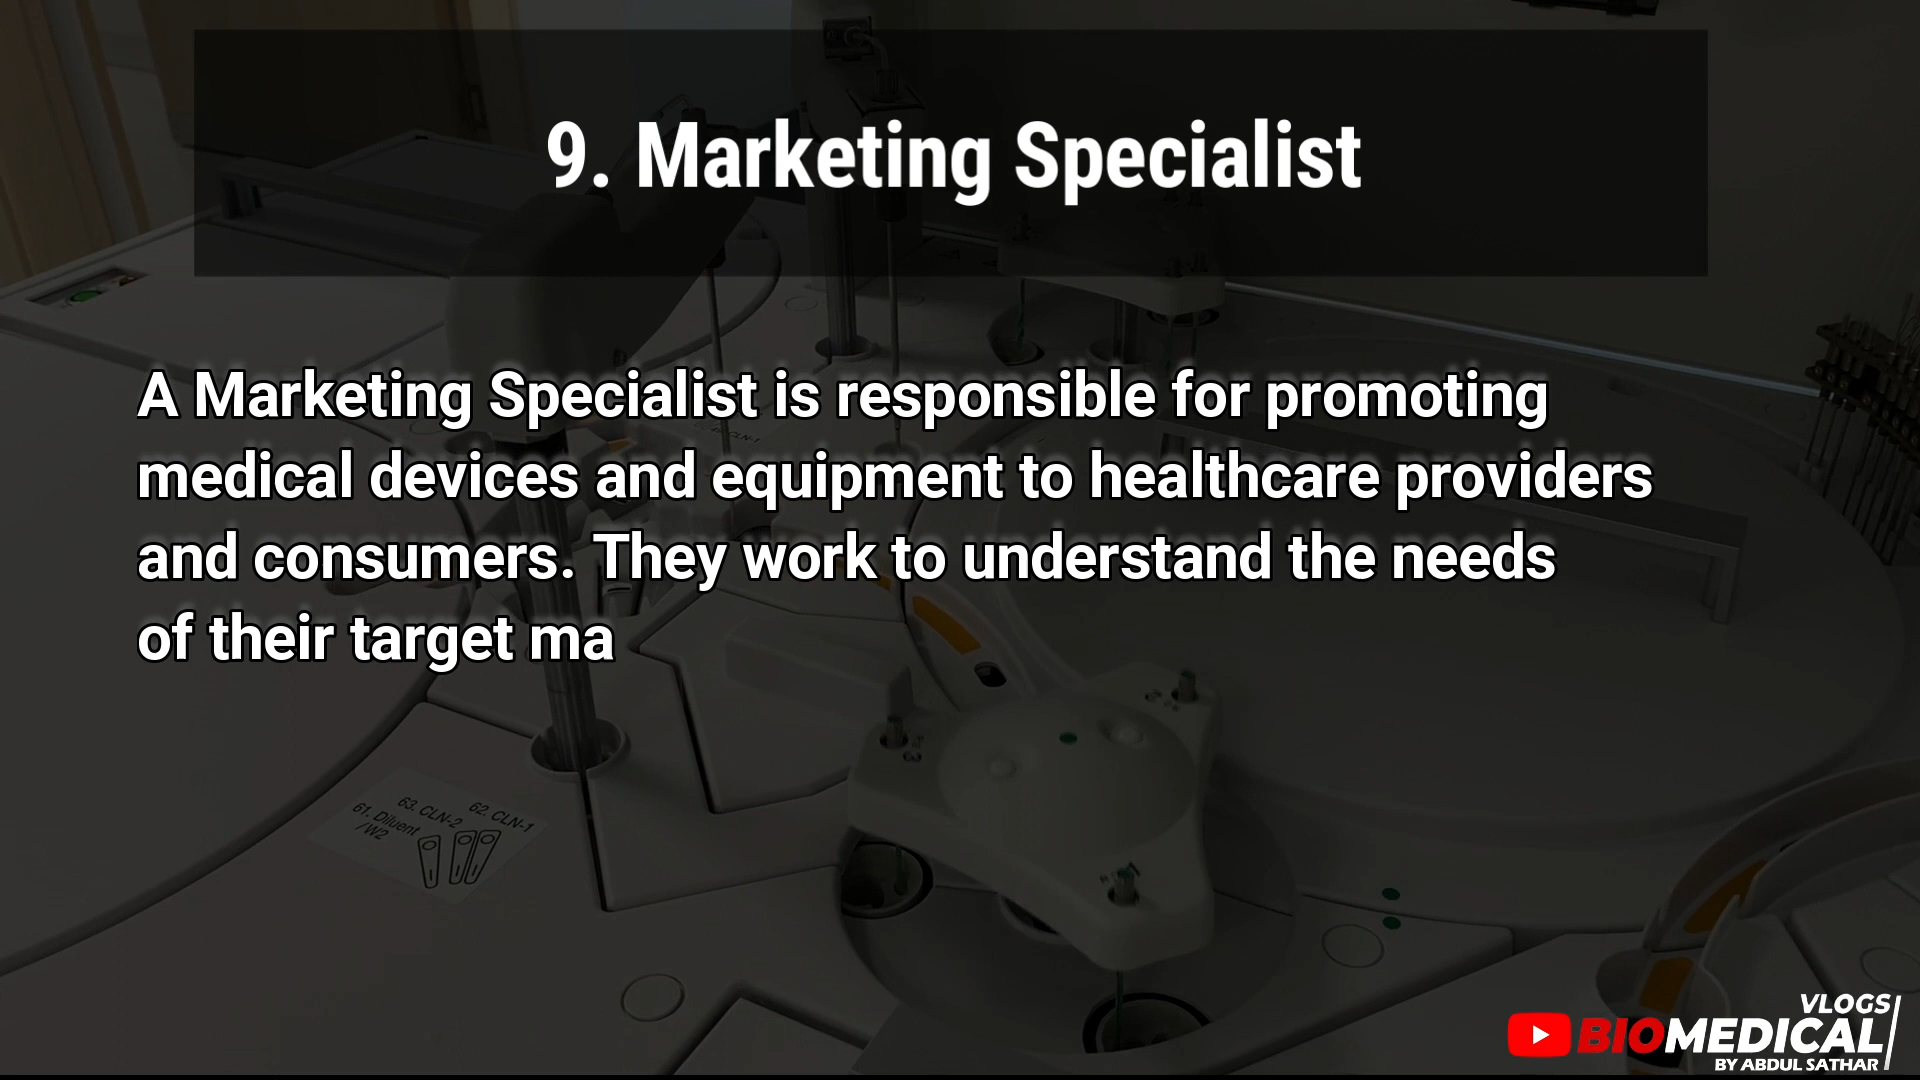 9. Marketing Specialist
A Marketing Specialist is responsible for promoting
medical devices and equipment to healthcare providers
and consumers. They work to understand the needs
of their target ma
63. CLN-2
62. CLN-1
61. Diluent
/W2
VLOGS
BIOMEDICAL
BY ABDUL SATHAR